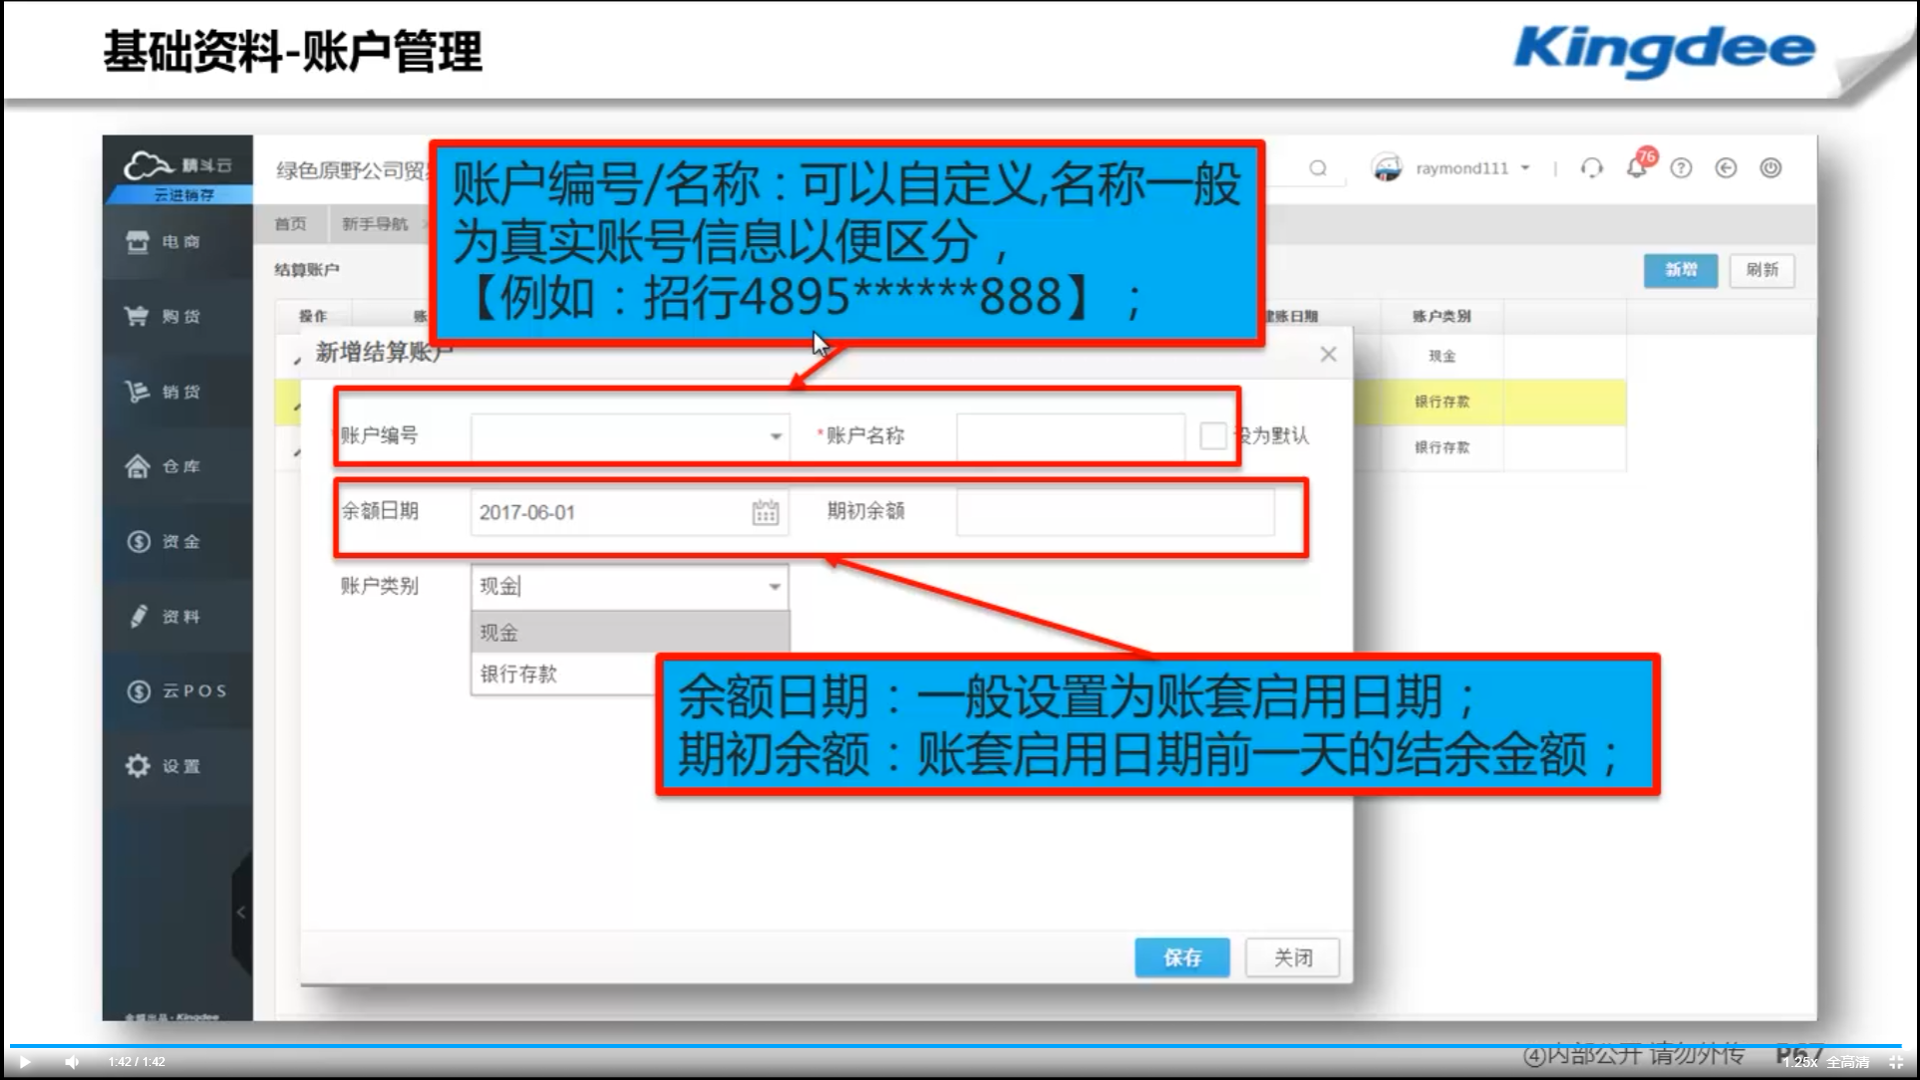 基础资料-账户管理
Kingdee
精斗云
云进销存
绿色原野公司贸
raymond111
76
首页
新手导航
账户编号/名称：可以自定义,名称一般
为真实账号信息以便区分，
【例如：招行4895******888】；
结算账户
新增
刷新
操作
账
建账日期
账户类别
现金
银行存款
银行存款
电商
购货
销货
仓库
资金
资料
云POS
设置
新增结算账户
账户编号
*账户名称
设为默认
余额日期
2017-06-01
期初余额
账户类别
现金
现金
银行存款
余额日期：一般设置为账套启用日期；
期初余额：账套启用日期前一天的结余金额；
保存
关闭
金蝶出品·Kingdee
1:42 / 1:42
④内部公开 请勿外传
P67
1.25x
全高清